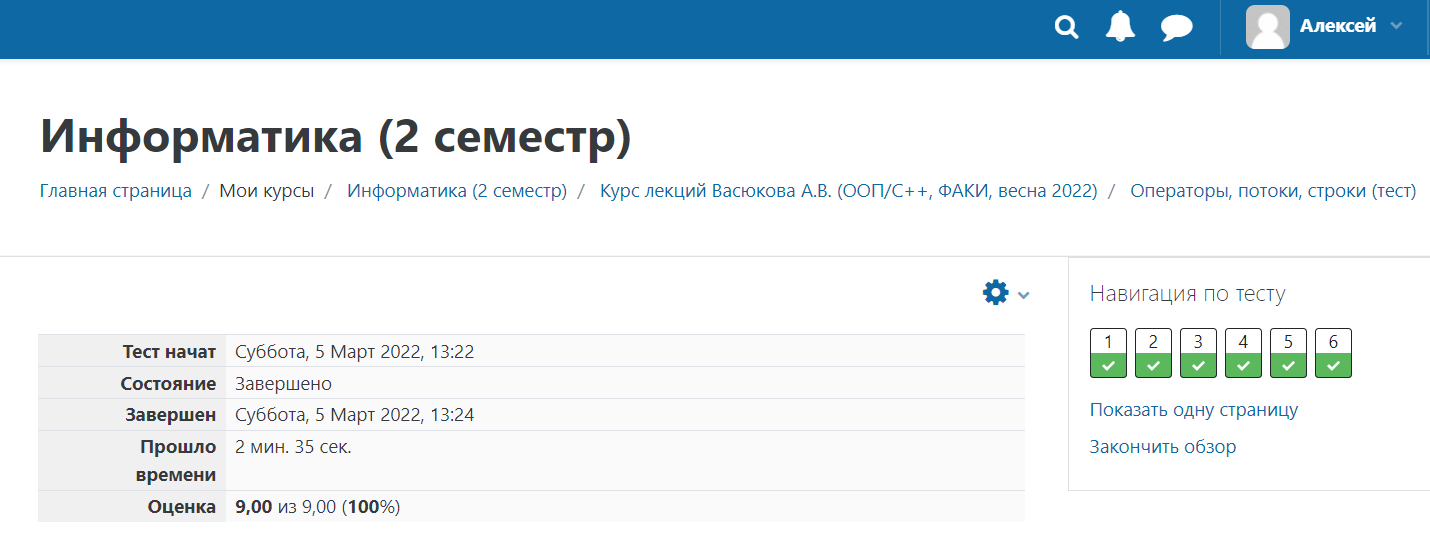 Алексей
Информатика (2 семестр)
Главная страница / Мои курсы / Информатика (2 семестр) / Курс лекций Васюкова А.В. (ООП/C++, ФАКИ, весна 2022) / Операторы, потоки, строки (тест)
Тест начат Суббота, 5 Март 2022, 13:22
Состояние Завершено
Завершен Суббота, 5 Март 2022, 13:24
Прошло 2 мин. 35 сек.
времени
Оценка 9,00 из 9,00 (100%)
Навигация по тесту
1 2 3 4 5 6
Показать одну страницу
Закончить обзор